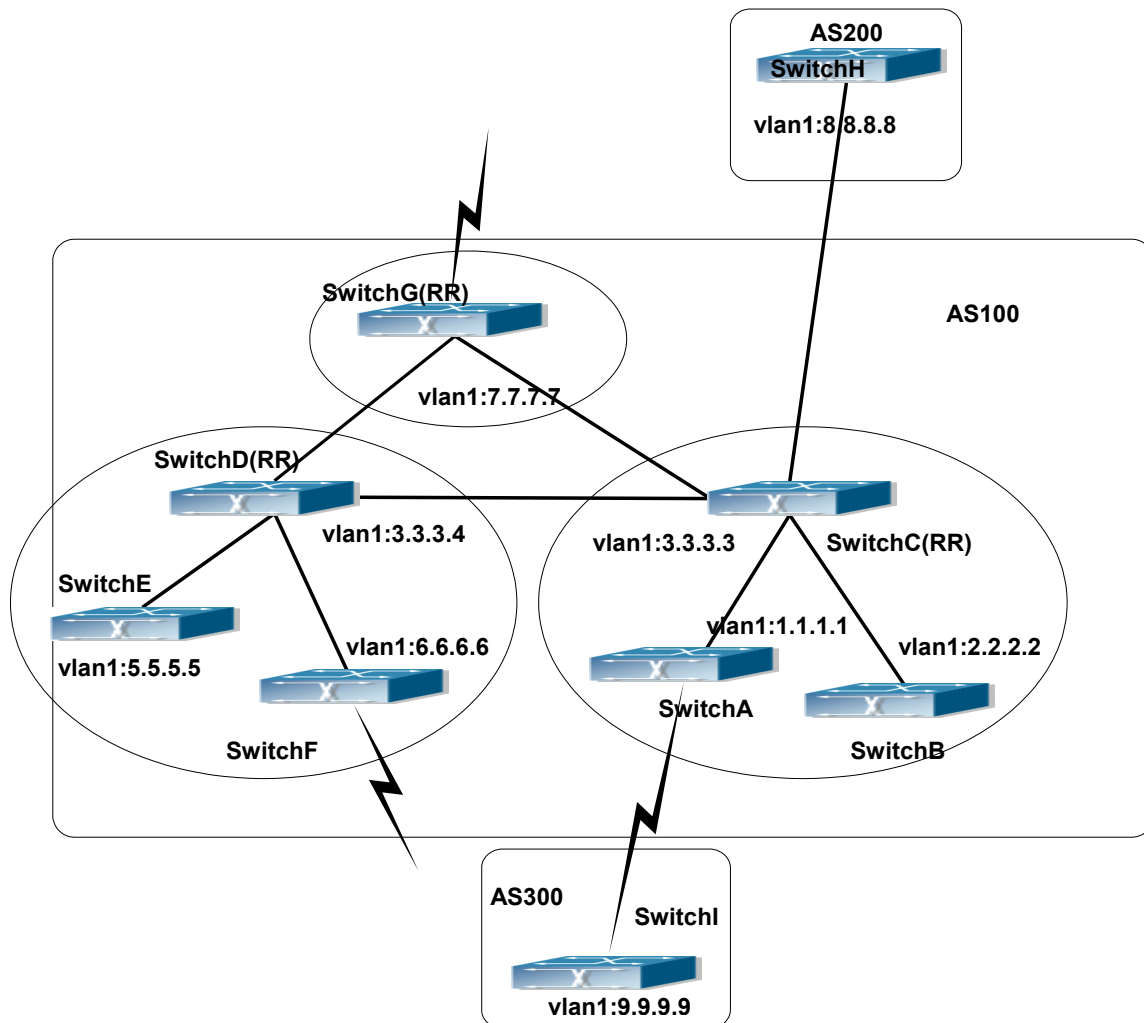 AS200
SwitchH
vlan1:8.8.8.8
SwitchG(RR)
AS100
vlan1:7.7.7.7
SwitchD(RR)
vlan1:3.3.3.4
vlan1:3.3.3.3
SwitchC(RR)
SwitchE
vlan1:5.5.5.5
vlan1:6.6.6.6
vlan1:1.1.1.1
vlan1:2.2.2.2
SwitchF
SwitchA
SwitchB
AS300
SwitchI
vlan1:9.9.9.9